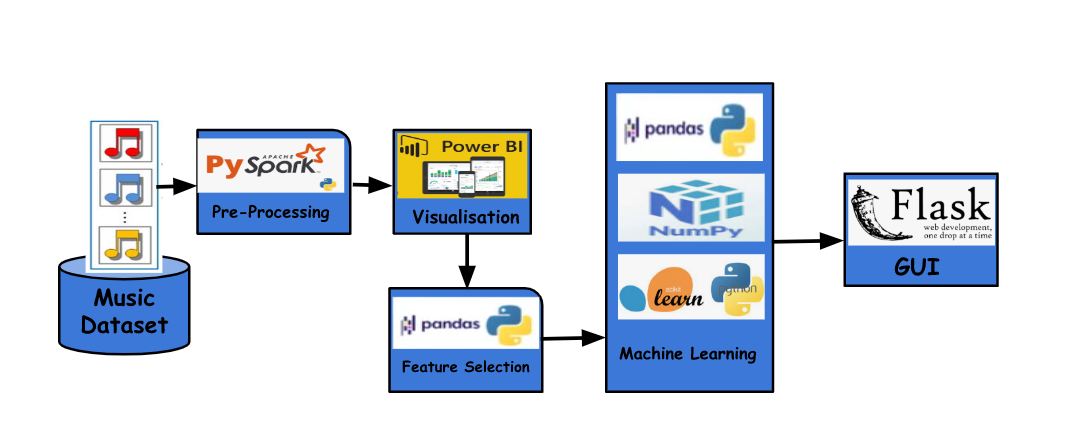 Music
Dataset
APACHE
PySpark
Pre-Processing
Power BI
Visualisation
pandas
Feature Selection
pandas
NumPy
scikit
learn
python
Machine Learning
Flask
web development,
one drop at a time
GUI